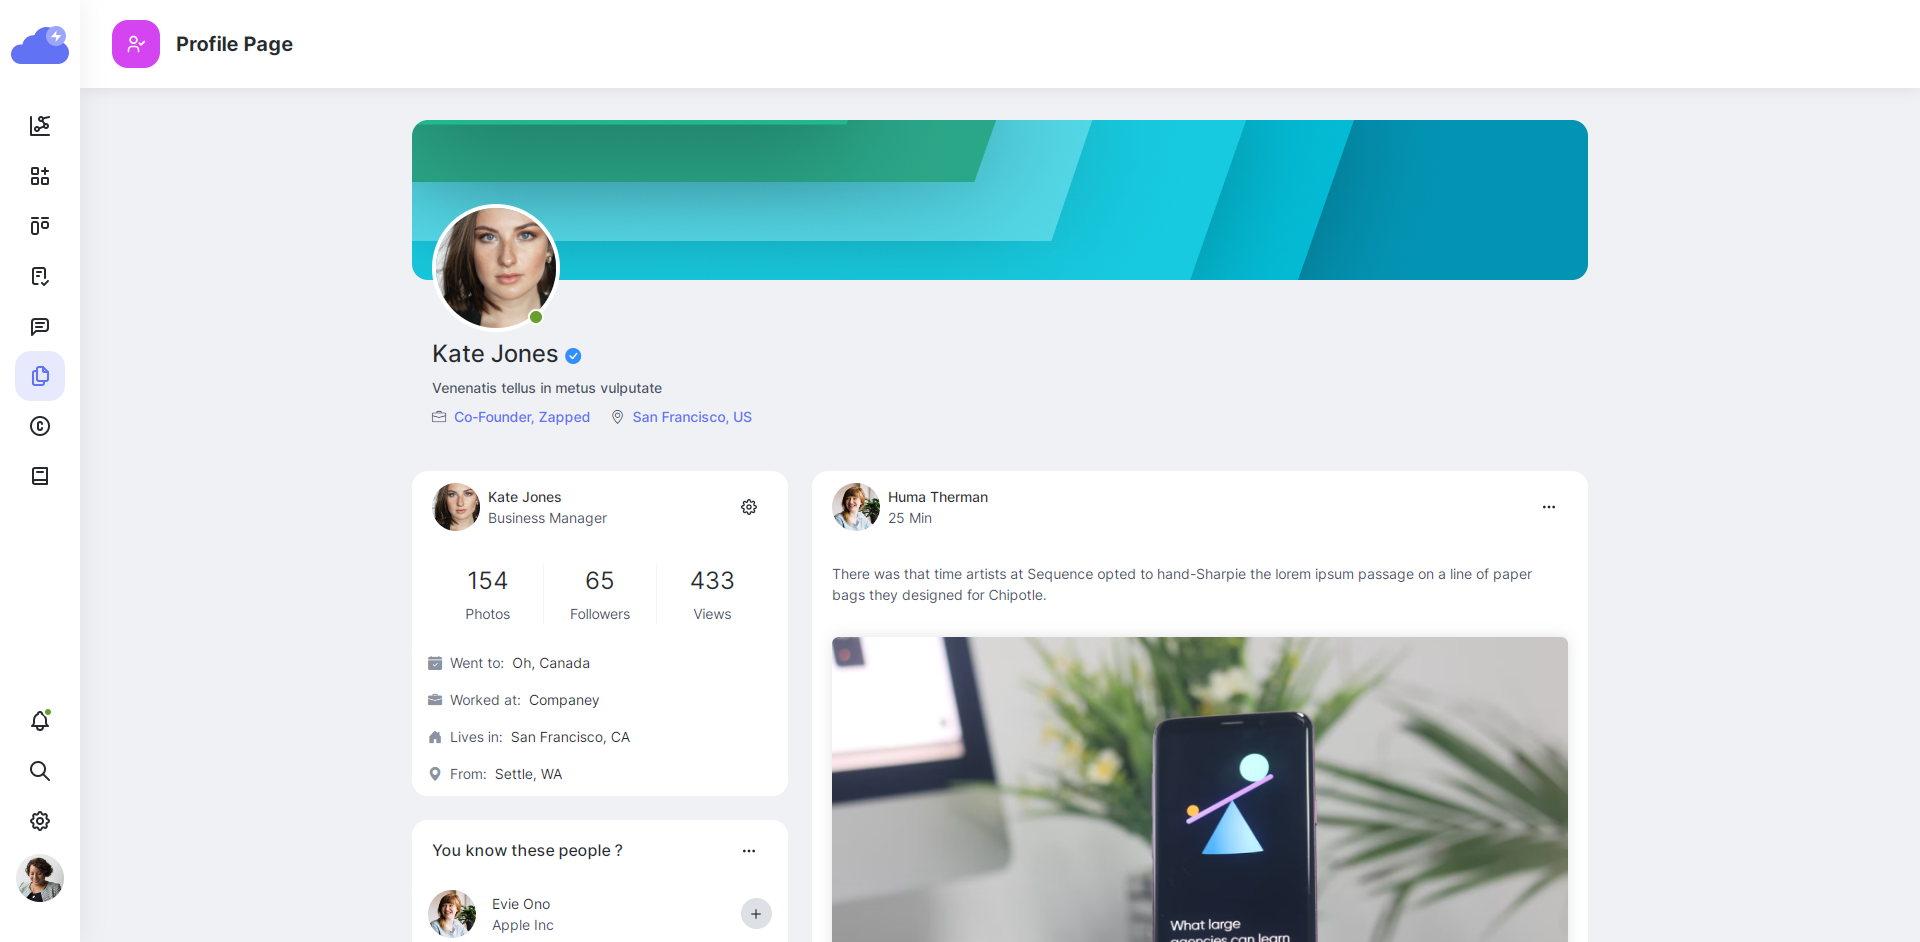 Profile Page
Kate Jones
Venenatis tellus in metus vulputate
Co-Founder, Zapped San Francisco, US
Kate Jones
Business Manager
154 65 433
Photos Followers Views
Went to: Oh, Canada
Worked at: Companey
Lives in: San Francisco, CA
From: Settle, WA
You know these people ?
Evie Ono
Apple Inc
Huma Therman
25 Min
There was that time artists at Sequence opted to hand-Sharpie the lorem ipsum passage on a line of paper
bags they designed for Chipotle.
What large
agencies can learn